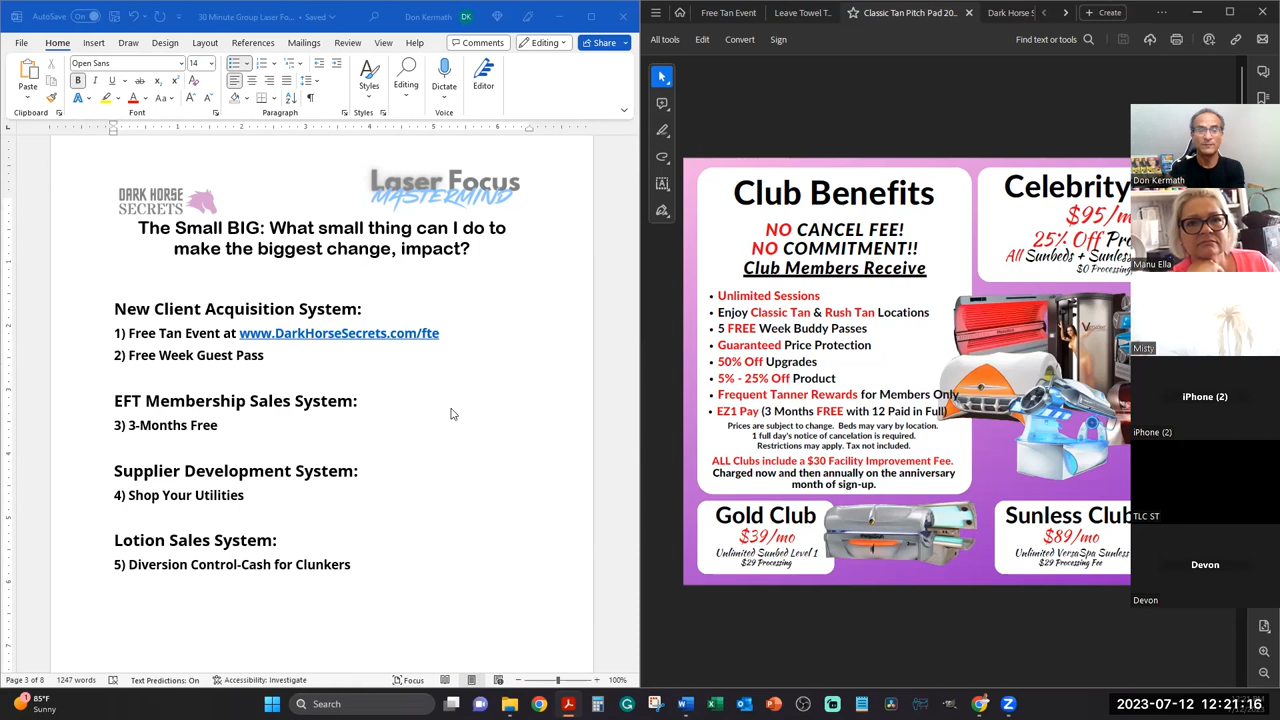 AutoSave On
30 Minute Group Laser Fo... • Saved
Don Kermath DK
File Home Insert Draw Design Layout References Mailings Review View Help
Comments Editing Share
Open Sans 14
Paste
Styles Editing Dictate Editor
Clipboard Font Paragraph Styles Voice Editor
DARK HORSE
SECRETS
Laser Focus
MASTERMIND
The Small BIG: What small thing can I do to
make the biggest change, impact?
New Client Acquisition System:
1) Free Tan Event at www.DarkHorseSecrets.com/fte
2) Free Week Guest Pass
EFT Membership Sales System:
3) 3-Months Free
Supplier Development System:
4) Shop Your Utilities
Lotion Sales System:
5) Diversion Control-Cash for Clunkers
Page 3 of 8 1247 words Text Predictions: On Accessibility: Investigate Focus 100%
Free Tan Event Leave Towel T... Classic Tan Pitch Pad 20... Dark Horse S Create
All tools Edit Convert Sign Find text or tools
Club Benefits
NO CANCEL FEE!
NO COMMITMENT!!
Club Members Receive
• Unlimited Sessions
• Enjoy Classic Tan & Rush Tan Locations
• 5 FREE Week Buddy Passes
• Guaranteed Price Protection
• 50% Off Upgrades
• 5% - 25% Off Product
• Frequent Tanner Rewards for Members Only
• EZ1 Pay (3 Months FREE with 12 Paid in Full)
Prices are subject to change. Beds may vary by location.
1 full day's notice of cancelation is required.
Restrictions may apply. Tax not included.
ALL Clubs include a $30 Facility Improvement Fee.
Charged now and then annually on the anniversary
month of sign-up.
Celebrity
$95/m
25% Off Pro
All Sunbeds + Sunles
$0 Processing
Gold Club
$39/mo
Unlimited Sunbed Level 1
$29 Processing
Sunless Club
$89/mo
Unlimited VersaSpa Sunless
$29 Processing Fee
Don Kermath
Manu Ella
Misty
iPhone (2)
iPhone (2)
TLC ST
Devon
Devon
85°F
Sunny
Search
2023-07-12 12:21:16